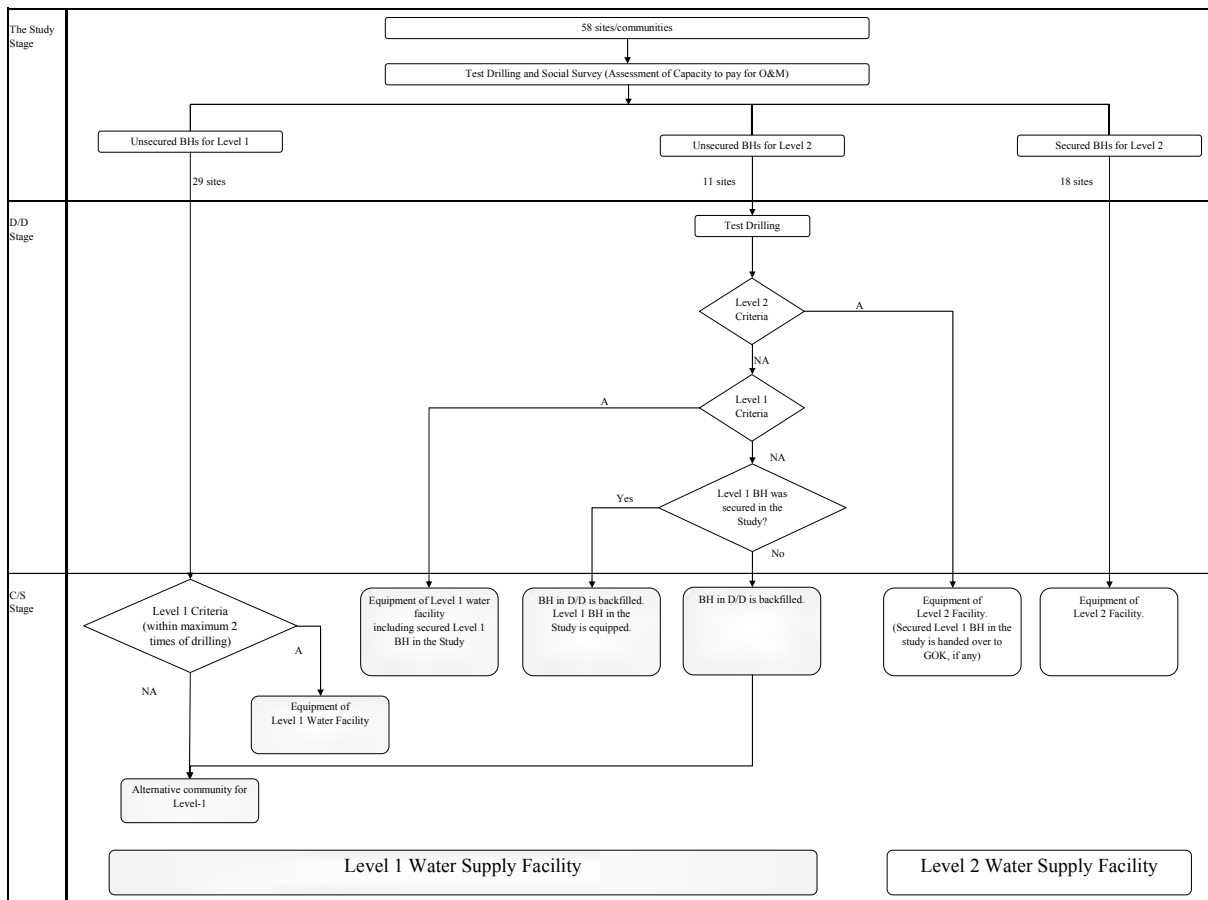 The Study
Stage
58 sites/communities
Test Drilling and Social Survey (Assessment of Capacity to pay for O&M)
Unsecured BHs for Level 1
Unsecured BHs for Level 2
Secured BHs for Level 2
29 sites
11 sites
18 sites
D/D
Stage
Test Drilling
Level 2
Criteria
A
NA
Level 1
Criteria
A
NA
Level 1 BH was
secured in the
Study?
Yes
No
C/S
Stage
Level 1 Criteria
(within maximum 2
times of drilling)
A
NA
Equipment of
Level 1 Water Facility
Equipment of Level 1 water
facility
including secured Level 1
BH in the Study
BH in D/D is backfilled.
Level 1 BH in the
Study is equipped.
BH in D/D is backfilled.
Equipment of
Level 2 Facility.
(Secured Level 1 BH in the
study is handed over to
GOK, if any)
Equipment of
Level 2 Facility.
Alternative community for
Level-1
Level 1 Water Supply Facility
Level 2 Water Supply Facility